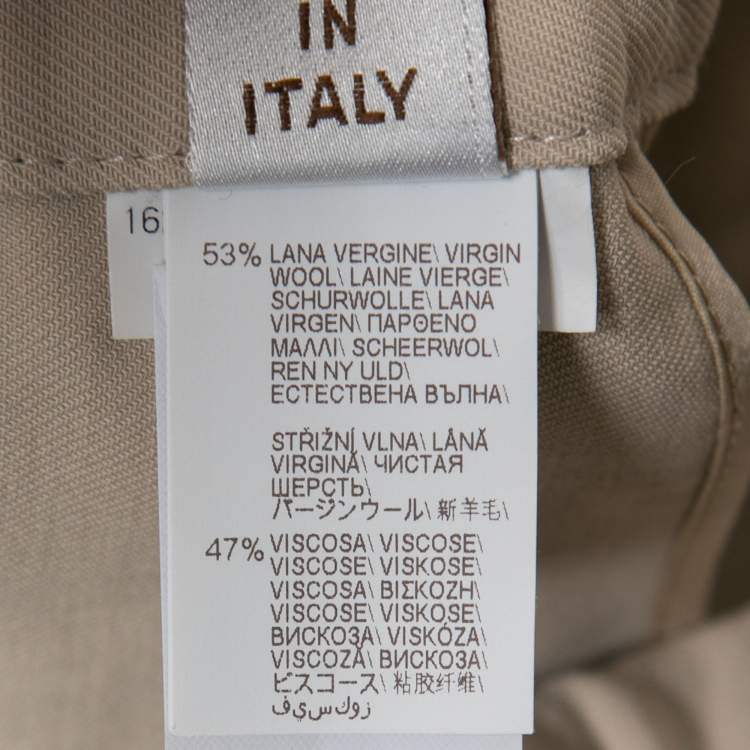 IN
ITALY
16
53% LANA VERGINE\ VIRGIN
WOOL\ LAINE VIERGE\
SCHURWOLLE\ LANA
VIRGEN\ ΠΑΡΘΕΝΟ
ΜΑΛΛΙ\ SCHEERWOL\
REN NY ULD\
ЕСТЕСТВЕНА ВЪЛНА\
STŘIŽNÍ VLNA\ LÂNĂ
VIRGINĂ\ ЧИСТАЯ
ШЕРСТЬ\
バージンウール\ 新羊毛\
47% VISCOSA\ VISCOSE\
VISCOSE\ VISKOSE\
VISCOSA\ ΒΙΣΚΟΖΗ\
VISCOSE\ VISKOSE\
ВИСКОЗА\ VISKÓZA\
VISCOZĂ\ ВИСКОЗА\
ビスコース\ 粘胶纤维\
زوكسيف